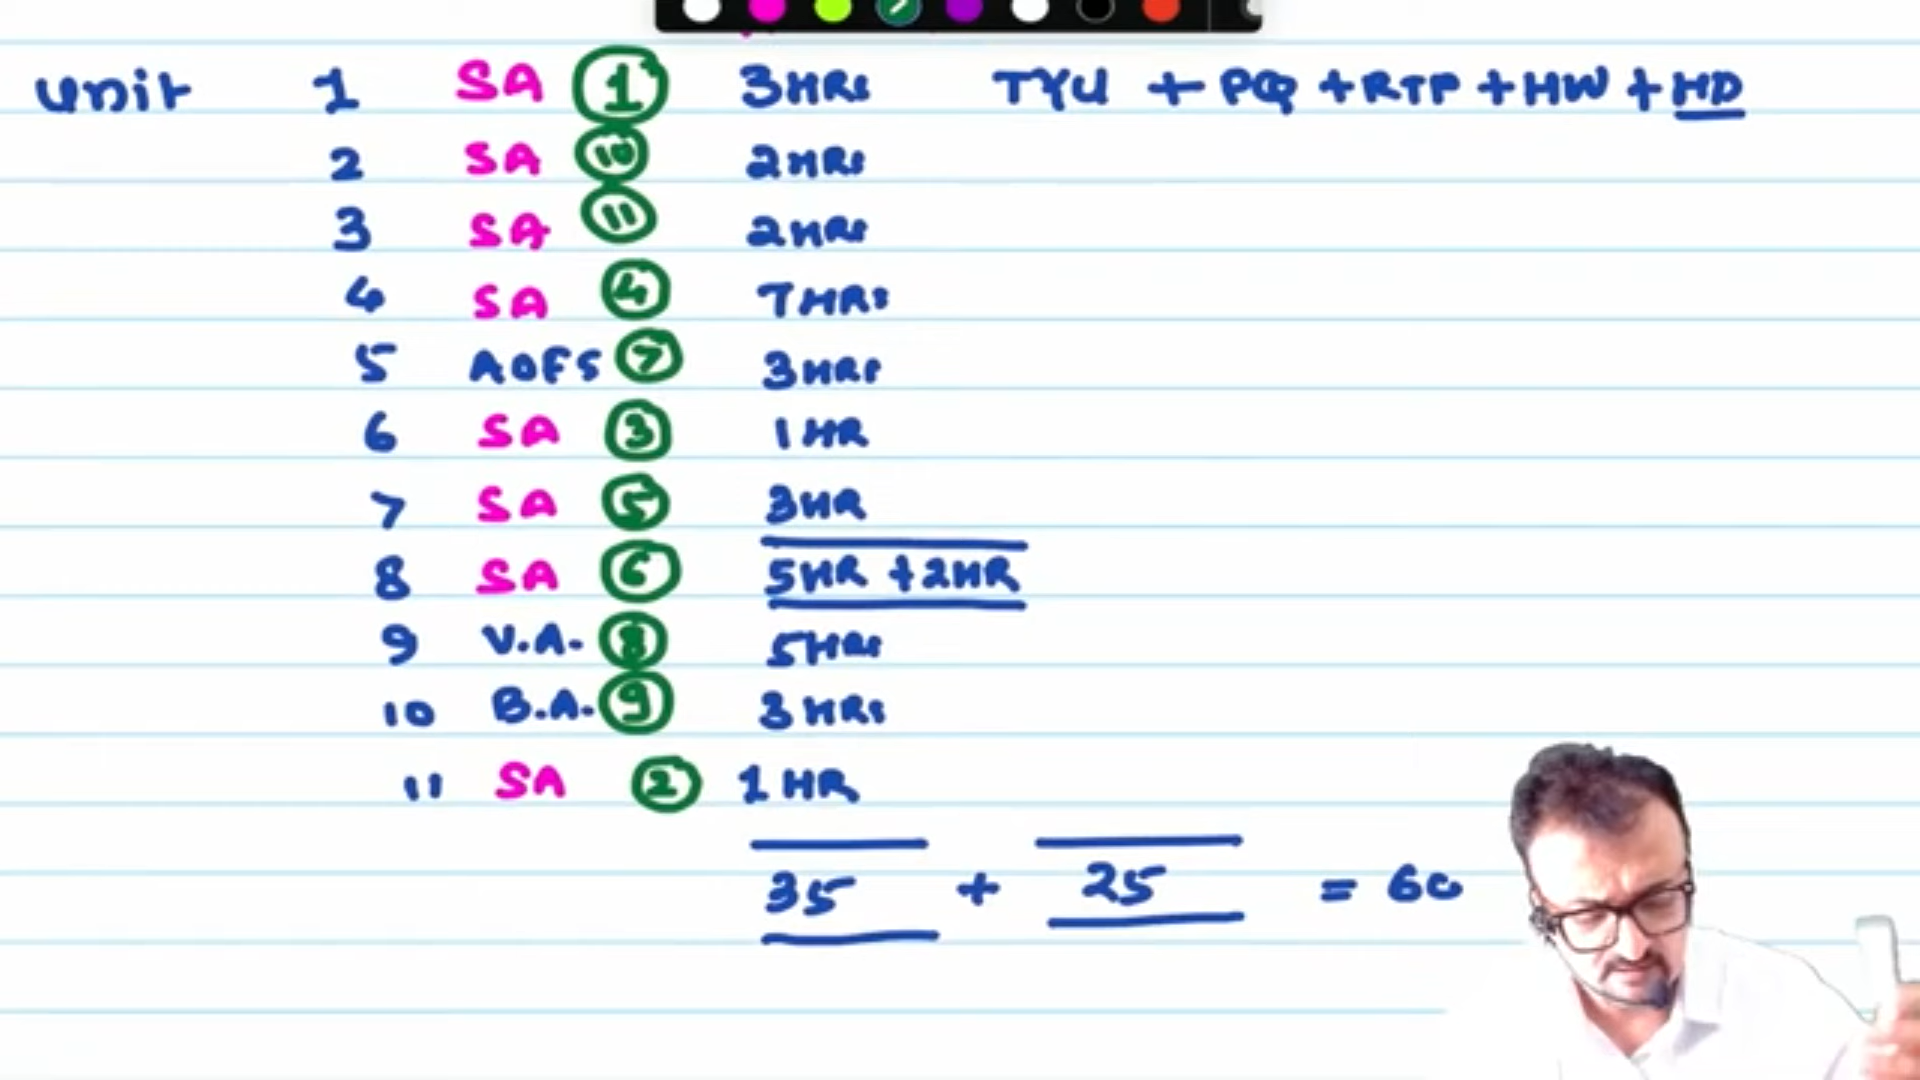 Unit 1 SA 1 3HRs TYU + PQ + RTP + HW + HD
2 SA 10 2HRs
3 SA 11 2HRs
4 SA 4 7HRs
5 AOFS 7 3HRs
6 SA 3 1HR
7 SA 5 3HR
8 SA 6 5HR + 2HR
9 V.A. 8 5HRs
10 B.A. 9 3HRs
11 SA 2 1HR
35 + 25 = 60